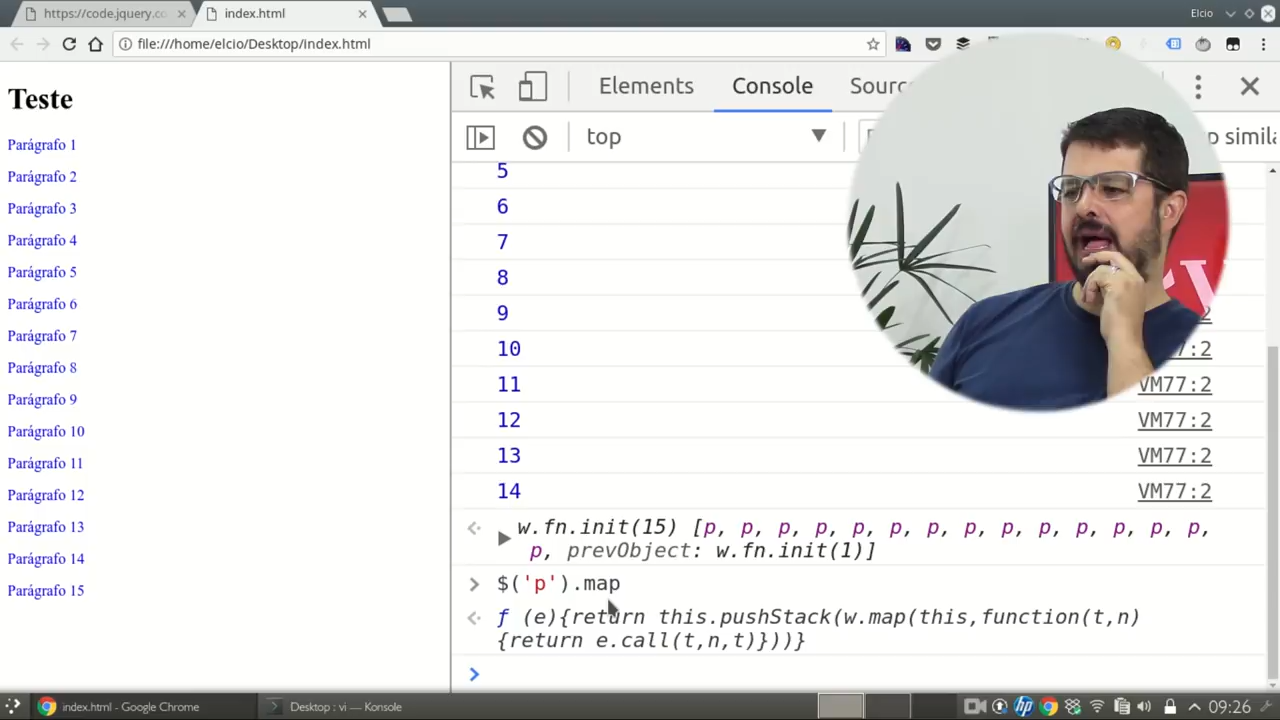 https://code.jquery.co
index.html
Elcio
file:///home/elcio/Desktop/index.html
Teste
Parágrafo 1
Parágrafo 2
Parágrafo 3
Parágrafo 4
Parágrafo 5
Parágrafo 6
Parágrafo 7
Parágrafo 8
Parágrafo 9
Parágrafo 10
Parágrafo 11
Parágrafo 12
Parágrafo 13
Parágrafo 14
Parágrafo 15
Elements
Console
Sourc
top
p simila
5
6
7
8
9
10
11 VM77:2
12 VM77:2
13 VM77:2
14 VM77:2
w.fn.init(15) [p, p, p, p, p, p, p, p, p, p, p, p, p, p,
p, prevObject: w.fn.init(1)]
$('p').map
ƒ (e){return this.pushStack(w.map(this,function(t,n)
{return e.call(t,n,t)}))}
index.html - Google Chrome
Desktop : vi — Konsole
hp
09:26